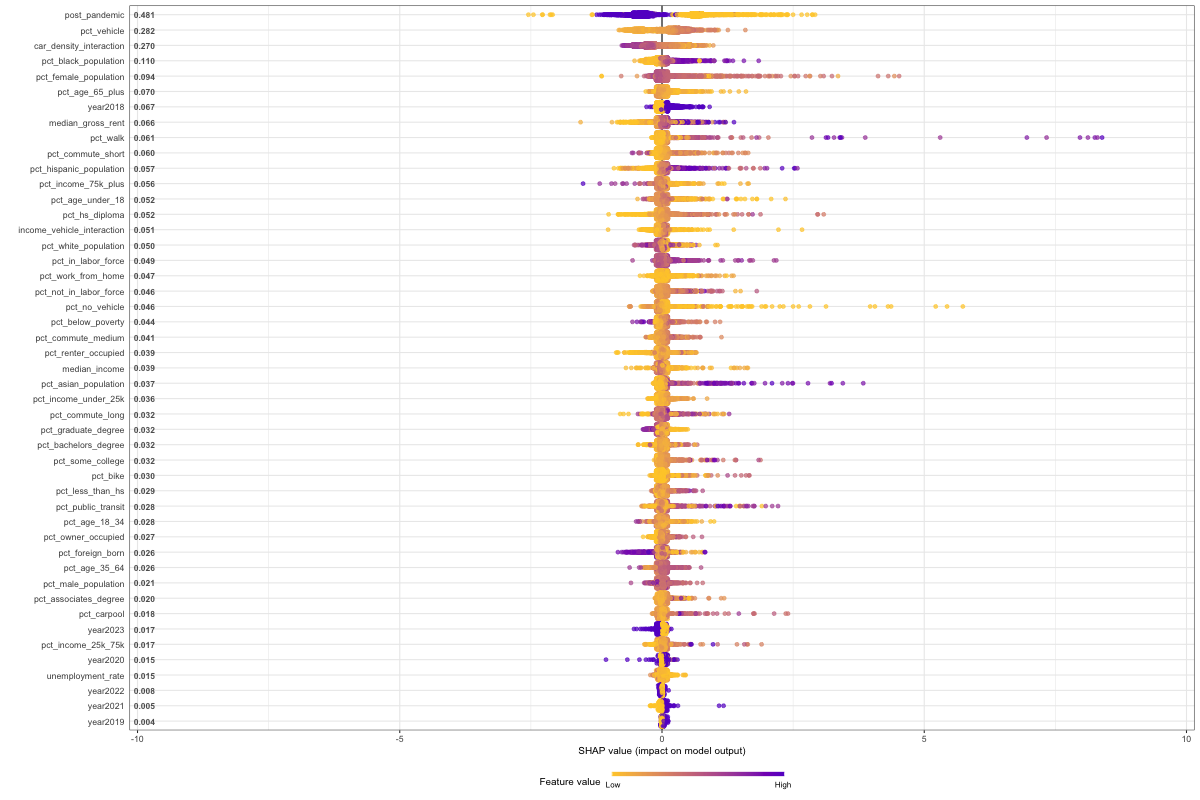 post_pandemic 0.481
pct_vehicle 0.282
car_density_interaction 0.270
pct_black_population 0.110
pct_female_population 0.094
pct_age_65_plus 0.070
year2018 0.067
median_gross_rent 0.066
pct_walk 0.061
pct_commute_short 0.060
pct_hispanic_population 0.057
pct_income_75k_plus 0.056
pct_age_under_18 0.052
pct_hs_diploma 0.052
income_vehicle_interaction 0.051
pct_white_population 0.050
pct_in_labor_force 0.049
pct_work_from_home 0.047
pct_not_in_labor_force 0.046
pct_no_vehicle 0.046
pct_below_poverty 0.044
pct_commute_medium 0.041
pct_renter_occupied 0.039
median_income 0.039
pct_asian_population 0.037
pct_income_under_25k 0.036
pct_commute_long 0.032
pct_graduate_degree 0.032
pct_bachelors_degree 0.032
pct_some_college 0.032
pct_bike 0.030
pct_less_than_hs 0.029
pct_public_transit 0.028
pct_age_18_34 0.028
pct_owner_occupied 0.027
pct_foreign_born 0.026
pct_age_35_64 0.026
pct_male_population 0.021
pct_associates_degree 0.020
pct_carpool 0.018
year2023 0.017
pct_income_25k_75k 0.017
year2020 0.015
unemployment_rate 0.015
year2022 0.008
year2021 0.005
year2019 0.004
-10 -5 0 5 10
SHAP value (impact on model output)
Feature value Low High